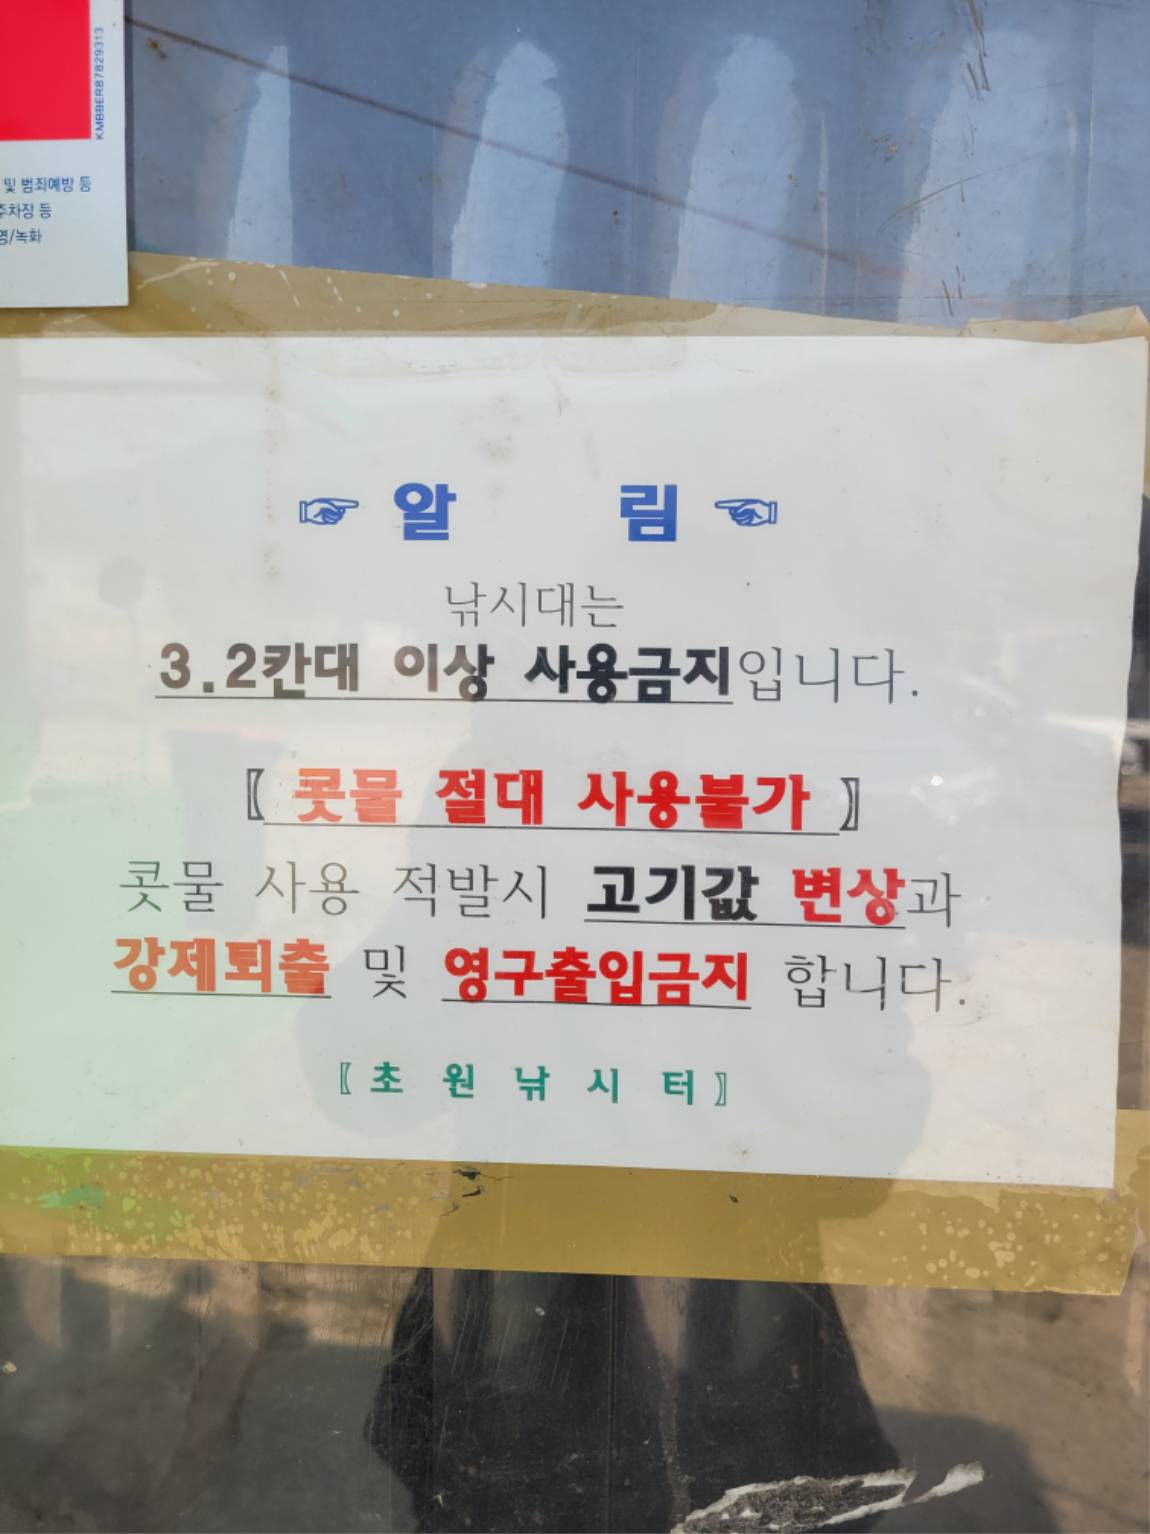 KMBBER87829313
및 범죄예방 등
주차장 등
/녹화
☞ 알 림 ☜
낚시대는
3.2칸대 이상 사용금지입니다.
〖 콧물 절대 사용불가 〗
콧물 사용 적발시 고기값 변상과
강제퇴출 및 영구출입금지 합니다.
〖초 원 낚 시 터〗